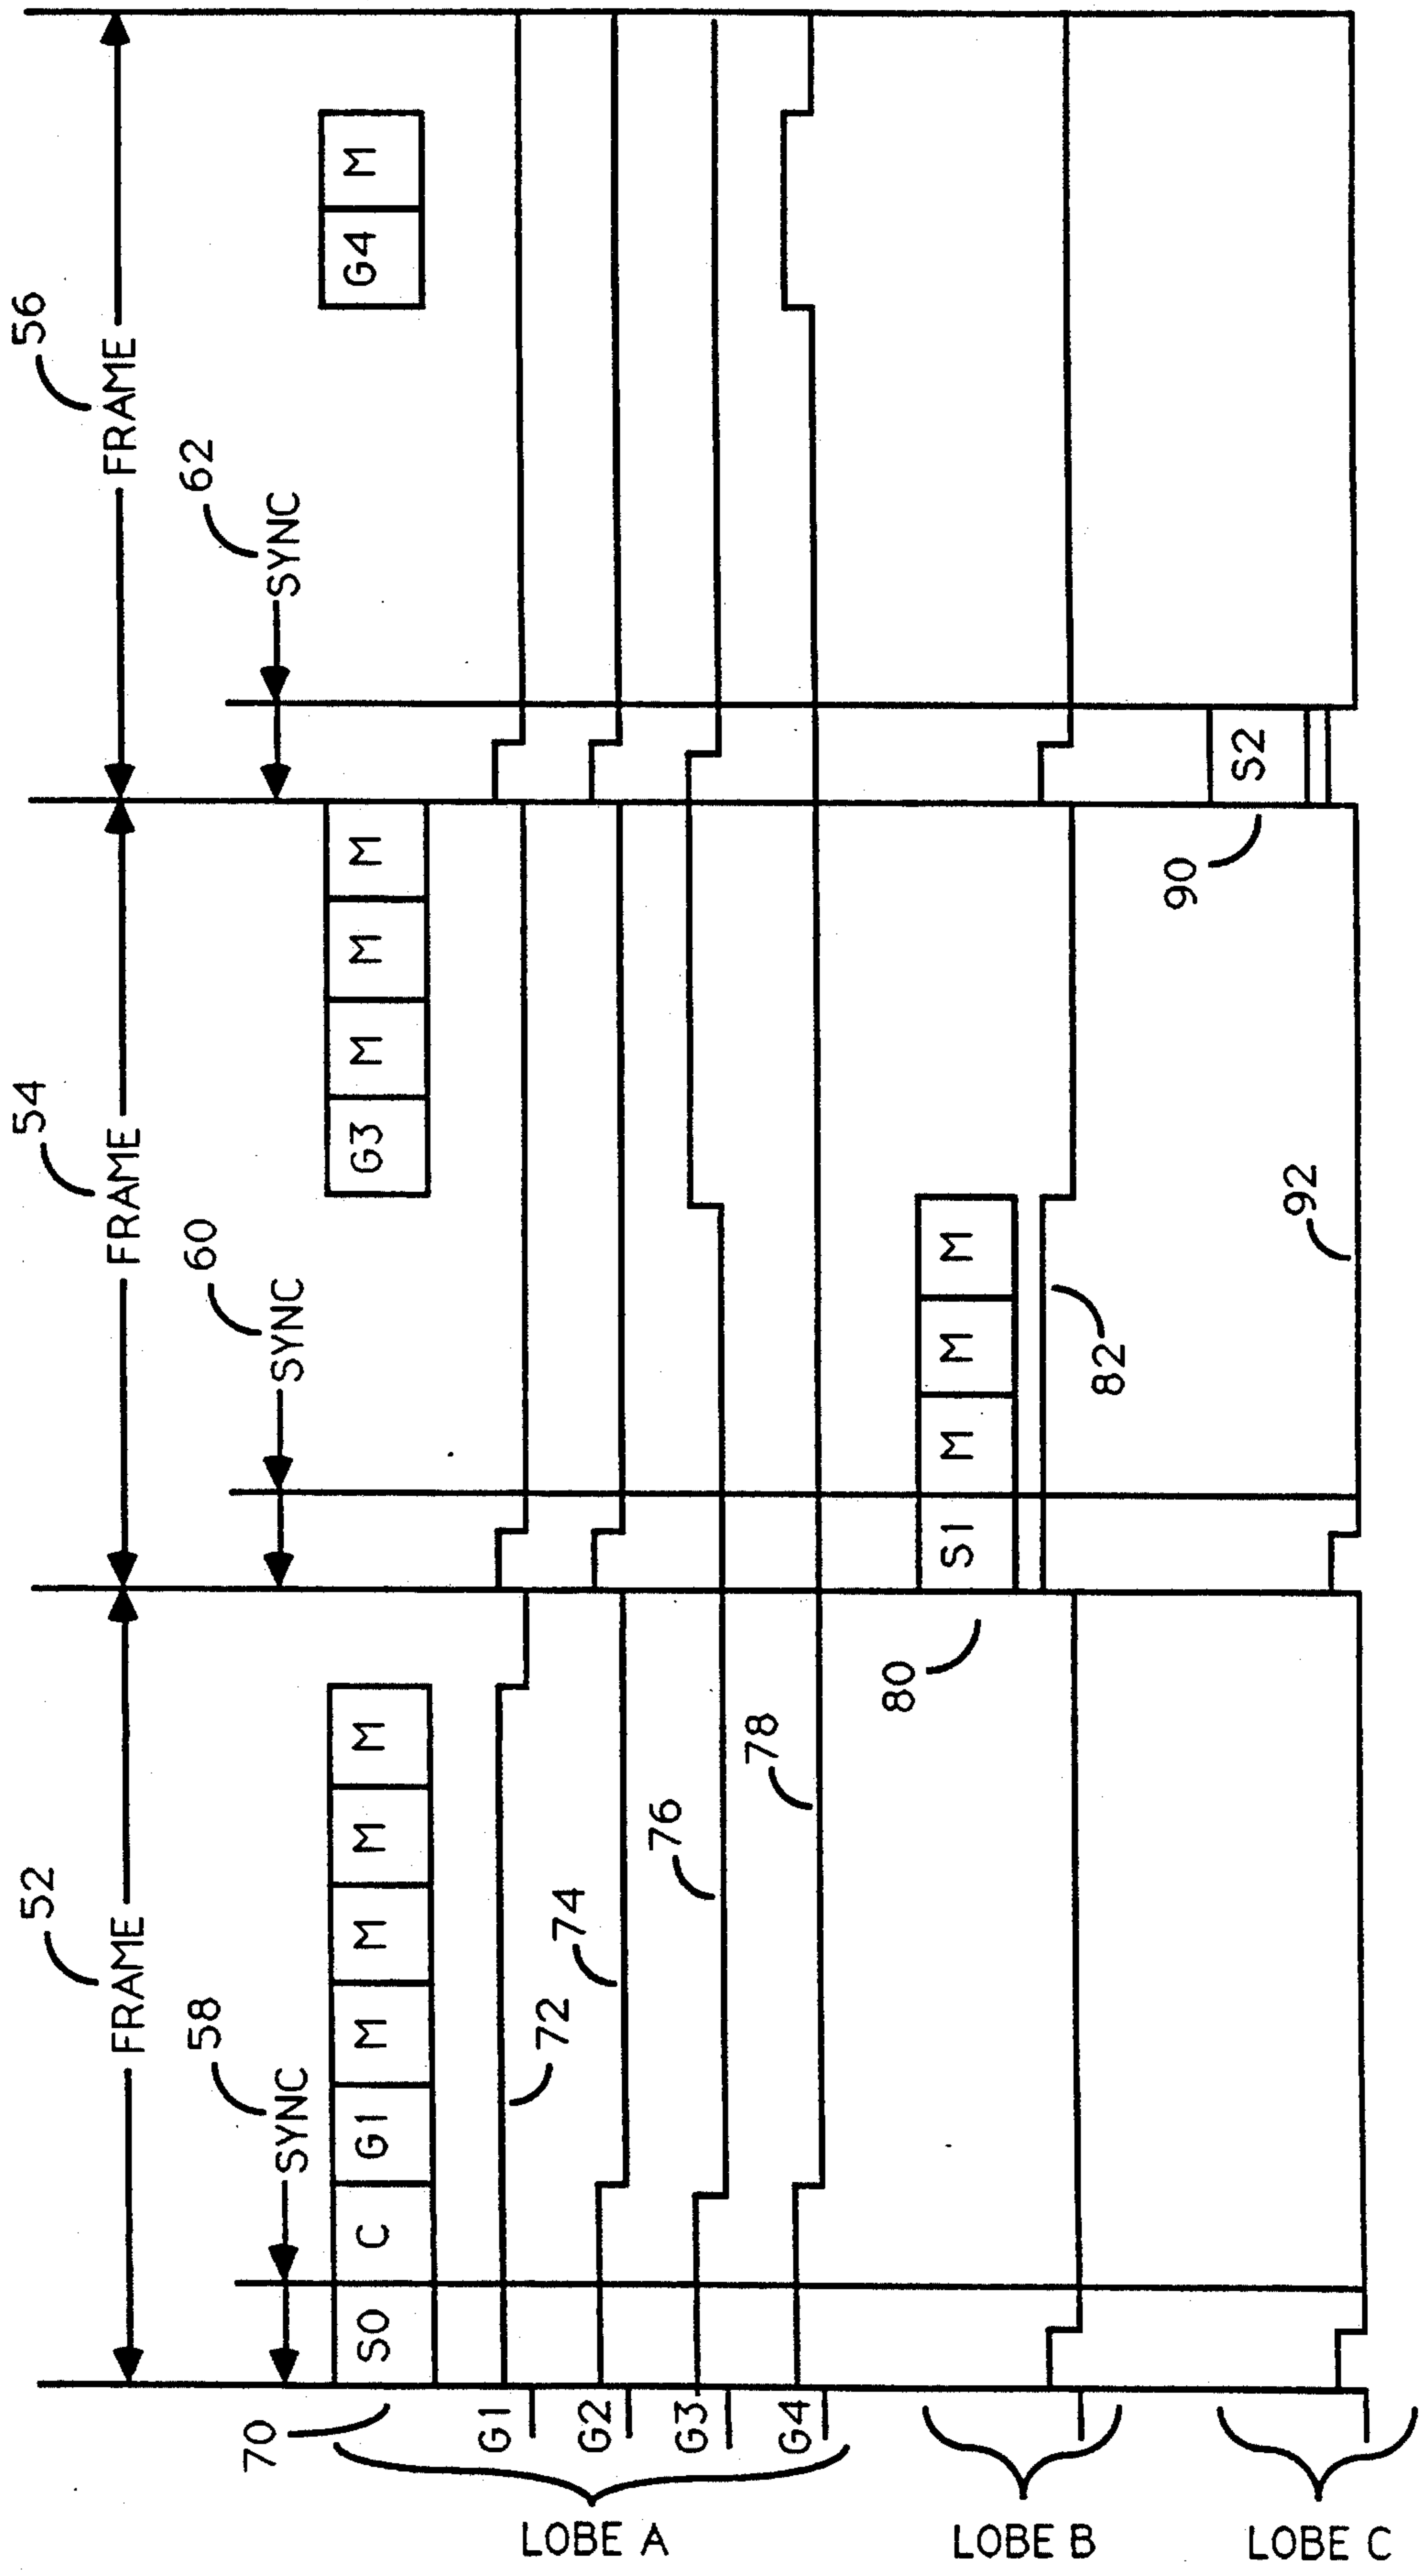 52
54
56
FRAME
FRAME
FRAME
58
60
62
SYNC
SYNC
SYNC
70
S0 C G1 M M M M
G3 M M M
G4 M
G1
72
G2
74
G3
76
G4
78
LOBE A
80
S1 M M M
82
LOBE B
90
S2
92
LOBE C